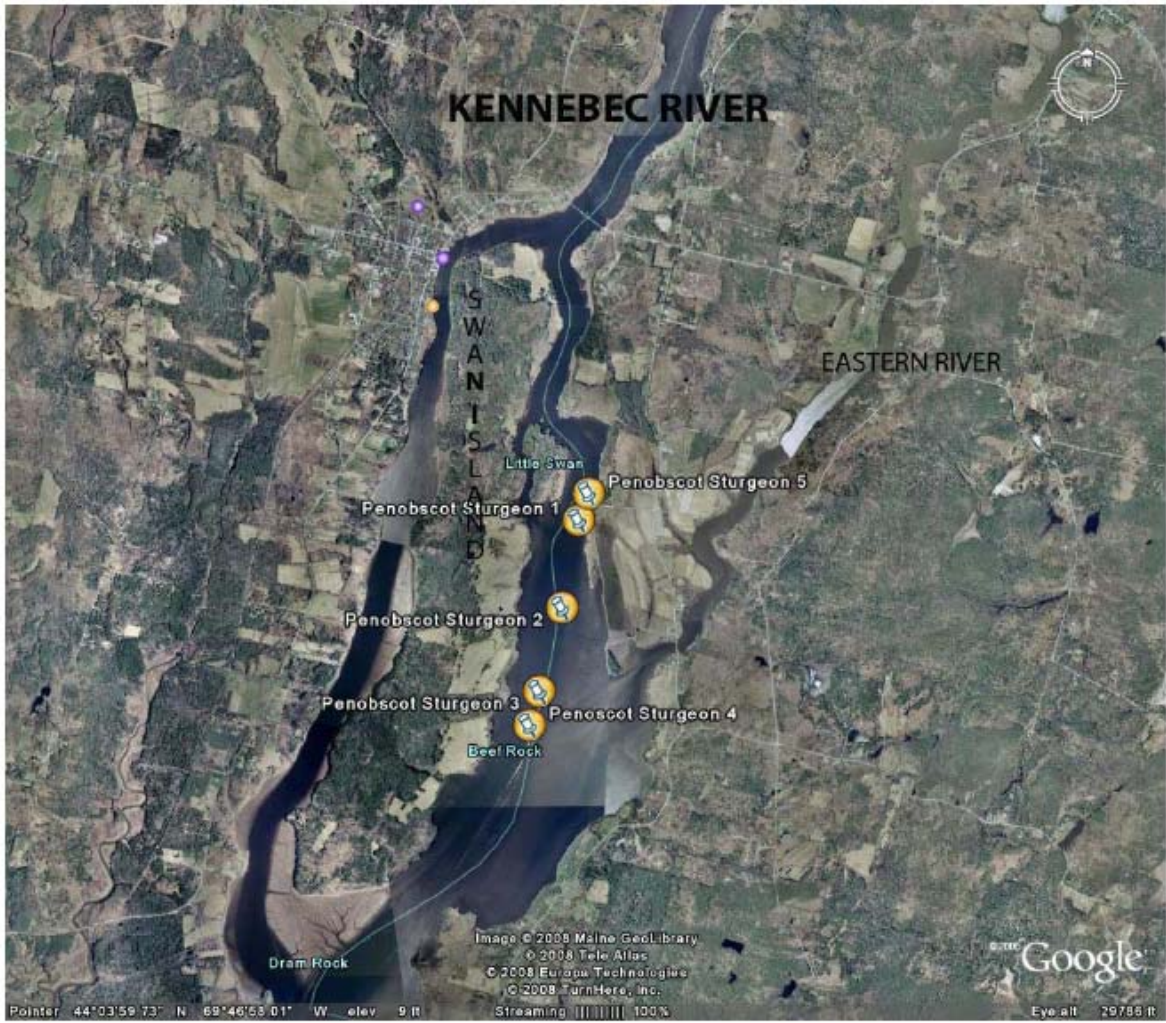 KENNEBEC RIVER
N
SWAN ISLAND
EASTERN RIVER
Little Swan
Penobscot Sturgeon 5
Penobscot Sturgeon 1
Penobscot Sturgeon 2
Penobscot Sturgeon 3
Penoscot Sturgeon 4
Beef Rock
Dram Rock
Image © 2008 Maine GeoLibrary
© 2008 Tele Atlas
© 2008 Europa Technologies
© 2008 TurnHere, Inc.
Google
Pointer 44°03'59.73" N 69°46'58.01" W elev 9 ft Streaming 100% Eye alt 29786 ft